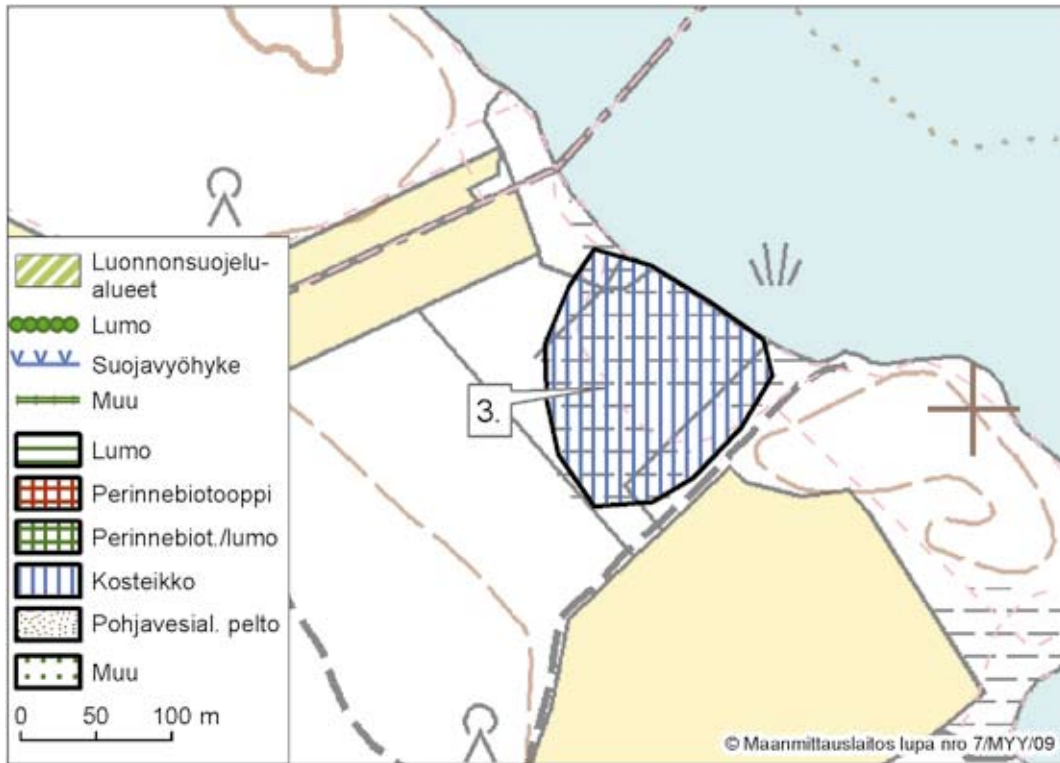 Luonnonsuojelu-
alueet
Lumo
Suojavyöhyke
Muu
Lumo
Perinnebiotooppi
Perinnebiot./lumo
Kosteikko
Pohjavesial. pelto
Muu
0 50 100 m
3.
© Maanmittauslaitos lupa nro 7/MYY/09